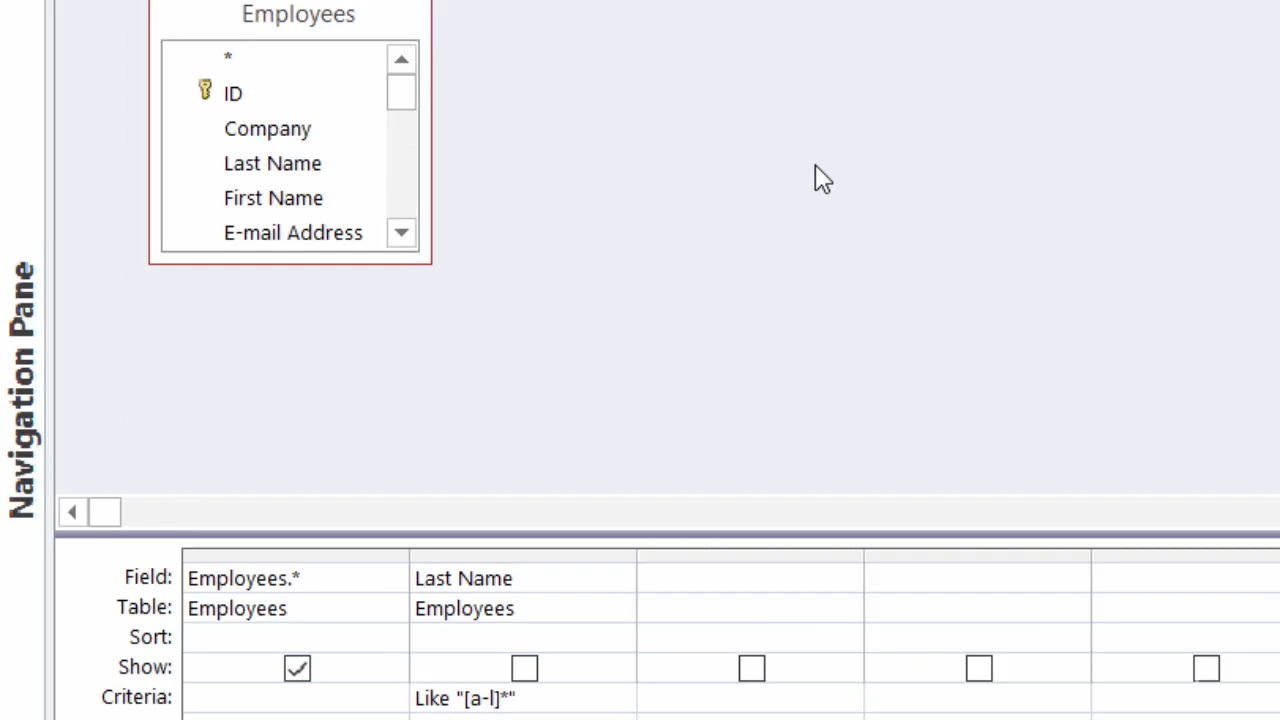 Employees
*
ID
Company
Last Name
First Name
E-mail Address
Navigation Pane
Field: Employees.* Last Name
Table: Employees Employees
Sort:
Show:
Criteria: Like "[a-l]*"